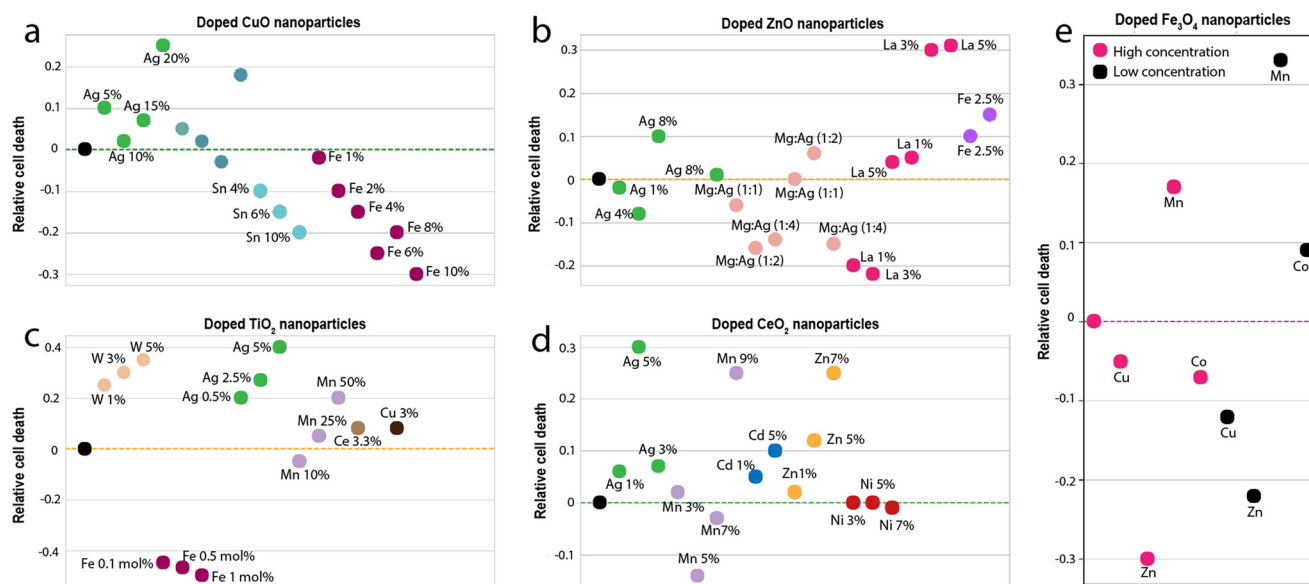 a
Doped CuO nanoparticles
Relative cell death
0.2
0.1
0
-0.1
-0.2
-0.3
Ag 20%
Ag 5%
Ag 15%
Ag 10%
Fe 1%
Sn 4%
Fe 2%
Sn 6%
Fe 4%
Sn 10%
Fe 8%
Fe 6%
Fe 10%
b
Doped ZnO nanoparticles
Relative cell death
0.3
0.2
0.1
0
-0.1
-0.2
La 3%
La 5%
Fe 2.5%
Ag 8%
Mg:Ag (1:2)
La 1%
Fe 2.5%
Ag 8%
La 5%
Ag 1%
Mg:Ag (1:1)
Mg:Ag (1:1)
Ag 4%
Mg:Ag (1:4)
Mg:Ag (1:4)
Mg:Ag (1:2)
La 1%
La 3%
c
Doped TiO2 nanoparticles
Relative cell death
0.4
0.2
0
0.2
-0.4
W 5%
W 3%
W 1%
Ag 5%
Ag 2.5%
Ag 0.5%
Mn 50%
Mn 25%
Cu 3%
Ce 3.3%
Mn 10%
Fe 0.1 mol%
Fe 0.5 mol%
Fe 1 mol%
d
Doped CeO2 nanoparticles
Relative cell death
0.3
0.2
0.1
0
-0.1
Ag 5%
Mn 9%
Zn7%
Ag 3%
Cd 5%
Zn 5%
Ag 1%
Cd 1%
Zn1%
Ni 5%
Mn 3%
Mn7%
Ni 3%
Ni 7%
Mn 5%
e
Doped Fe3O4 nanoparticles
Relative cell death
High concentration
Low concentration
0.3
0.2
0.1
0
-0.1
-0.2
-0.3
Mn
Mn
Co
Cu
Co
Cu
Zn
Zn